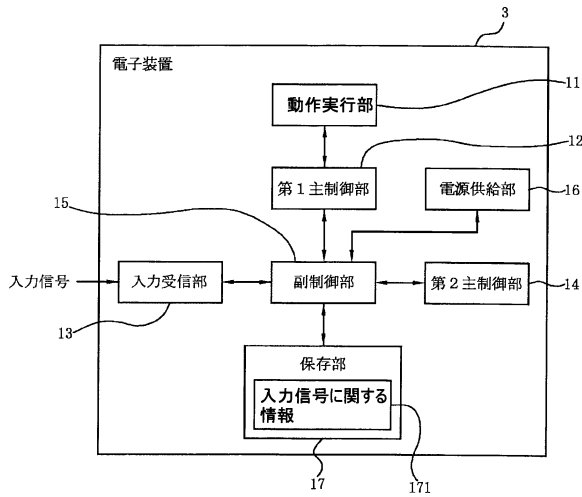 3
電子装置
11
動作実行部
12
第1主制御部
電源供給部
16
15
入力信号
入力受信部
副制御部
第2主制御部
13
14
保存部
入力信号に関する
情報
17
171